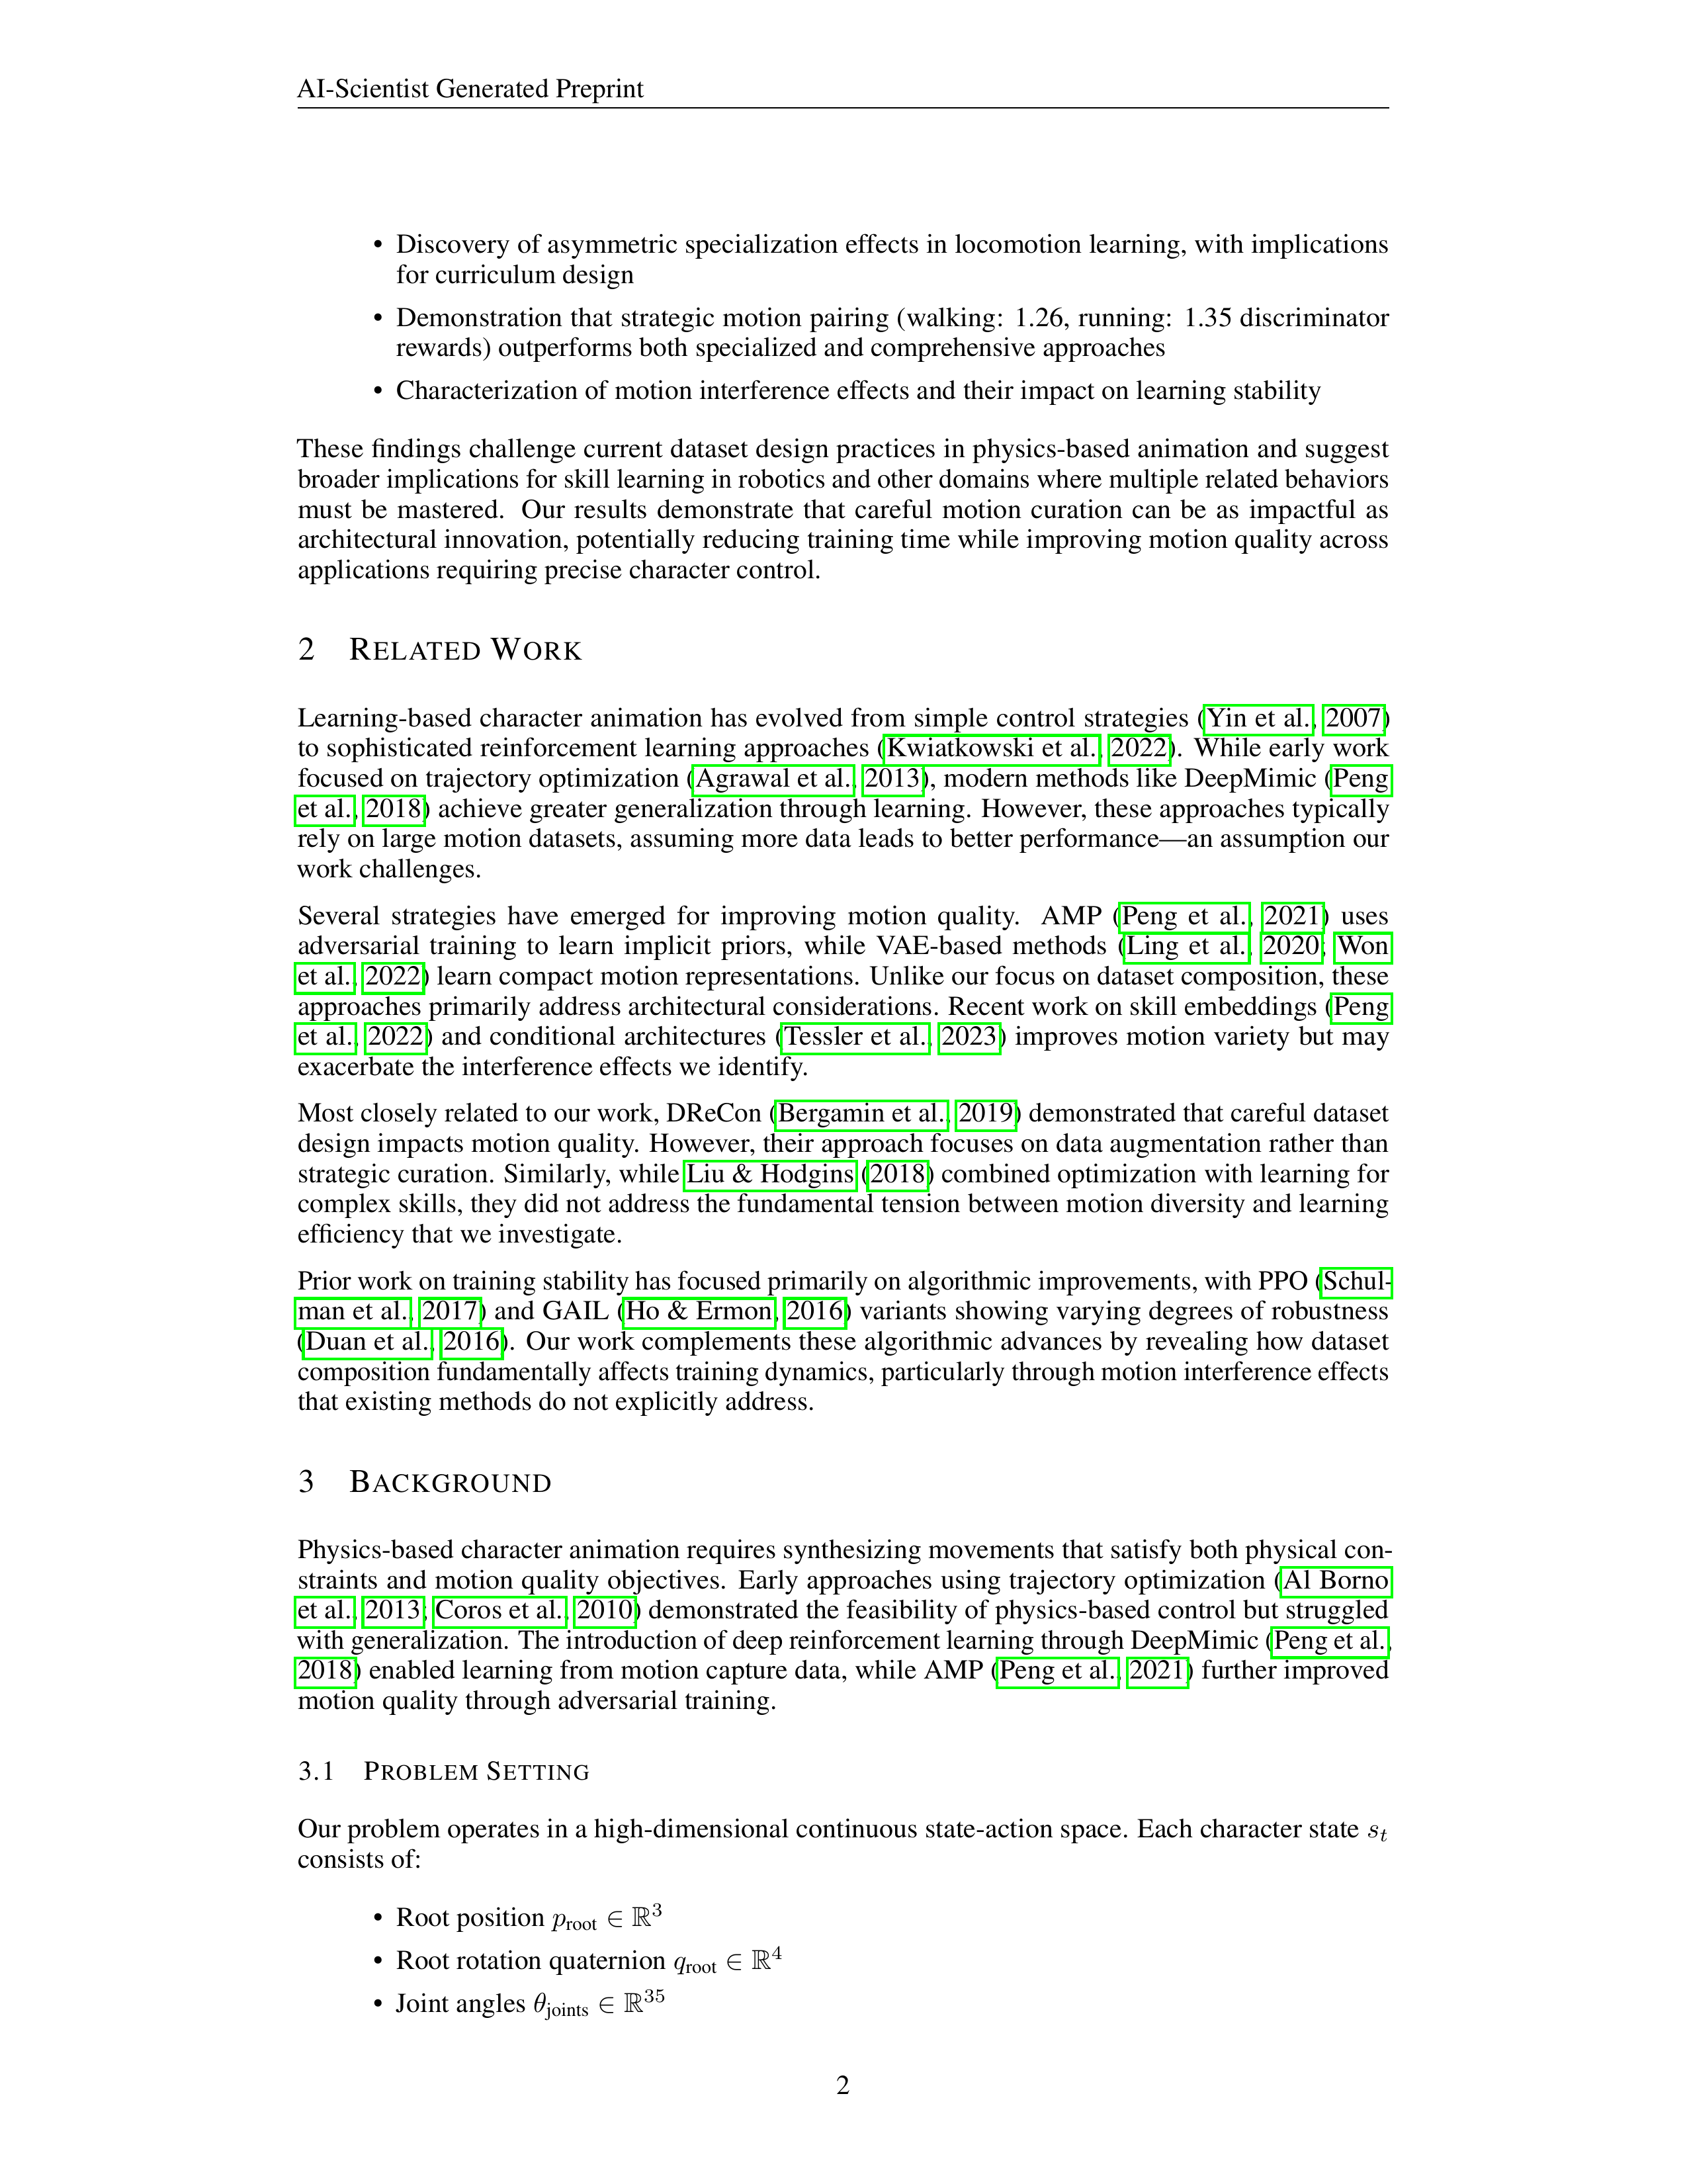 AI-Scientist Generated Preprint
• Discovery of asymmetric specialization effects in locomotion learning, with implications
for curriculum design
• Demonstration that strategic motion pairing (walking: 1.26, running: 1.35 discriminator
rewards) outperforms both specialized and comprehensive approaches
• Characterization of motion interference effects and their impact on learning stability
These findings challenge current dataset design practices in physics-based animation and suggest
broader implications for skill learning in robotics and other domains where multiple related behaviors
must be mastered. Our results demonstrate that careful motion curation can be as impactful as
architectural innovation, potentially reducing training time while improving motion quality across
applications requiring precise character control.
2 RELATED WORK
Learning-based character animation has evolved from simple control strategies (Yin et al., 2007)
to sophisticated reinforcement learning approaches (Kwiatkowski et al., 2022). While early work
focused on trajectory optimization (Agrawal et al., 2013), modern methods like DeepMimic (Peng
et al., 2018) achieve greater generalization through learning. However, these approaches typically
rely on large motion datasets, assuming more data leads to better performance—an assumption our
work challenges.
Several strategies have emerged for improving motion quality. AMP (Peng et al., 2021) uses
adversarial training to learn implicit priors, while VAE-based methods (Ling et al., 2020; Won
et al., 2022) learn compact motion representations. Unlike our focus on dataset composition, these
approaches primarily address architectural considerations. Recent work on skill embeddings (Peng
et al., 2022) and conditional architectures (Tessler et al., 2023) improves motion variety but may
exacerbate the interference effects we identify.
Most closely related to our work, DReCon (Bergamin et al., 2019) demonstrated that careful dataset
design impacts motion quality. However, their approach focuses on data augmentation rather than
strategic curation. Similarly, while Liu & Hodgins (2018) combined optimization with learning for
complex skills, they did not address the fundamental tension between motion diversity and learning
efficiency that we investigate.
Prior work on training stability has focused primarily on algorithmic improvements, with PPO (Schul-
man et al., 2017) and GAIL (Ho & Ermon, 2016) variants showing varying degrees of robustness
(Duan et al., 2016). Our work complements these algorithmic advances by revealing how dataset
composition fundamentally affects training dynamics, particularly through motion interference effects
that existing methods do not explicitly address.
3 BACKGROUND
Physics-based character animation requires synthesizing movements that satisfy both physical con-
straints and motion quality objectives. Early approaches using trajectory optimization (Al Borno
et al., 2013; Coros et al., 2010) demonstrated the feasibility of physics-based control but struggled
with generalization. The introduction of deep reinforcement learning through DeepMimic (Peng et al.,
2018) enabled learning from motion capture data, while AMP (Peng et al., 2021) further improved
motion quality through adversarial training.
3.1 PROBLEM SETTING
Our problem operates in a high-dimensional continuous state-action space. Each character state $s_t$
consists of:
• Root position $p_{\text{root}} \in \mathbb{R}^3$
• Root rotation quaternion $q_{\text{root}} \in \mathbb{R}^4$
• Joint angles $\theta_{\text{joints}} \in \mathbb{R}^{35}$
2